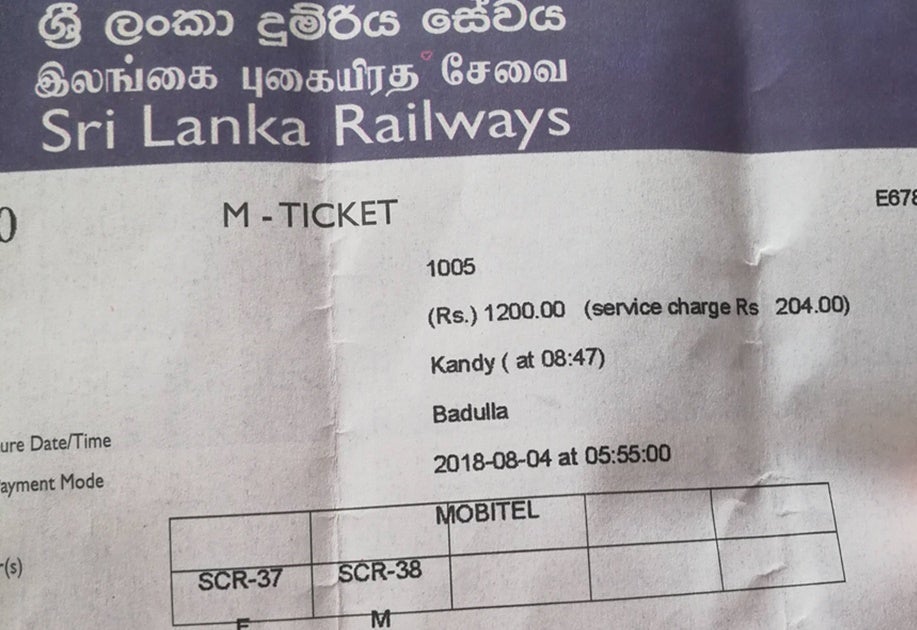 ශ්‍රී ලංකා දුම්රිය සේවය
இலங்கை புகையிரத சேவை
Sri Lanka Railways
0 M - TICKET E678
1005
(Rs.) 1200.00 (service charge Rs 204.00)
Kandy ( at 08:47)
Badulla
ure Date/Time 2018-08-04 at 05:55:00
ayment Mode MOBITEL
r(s) SCR-37 SCR-38
F M